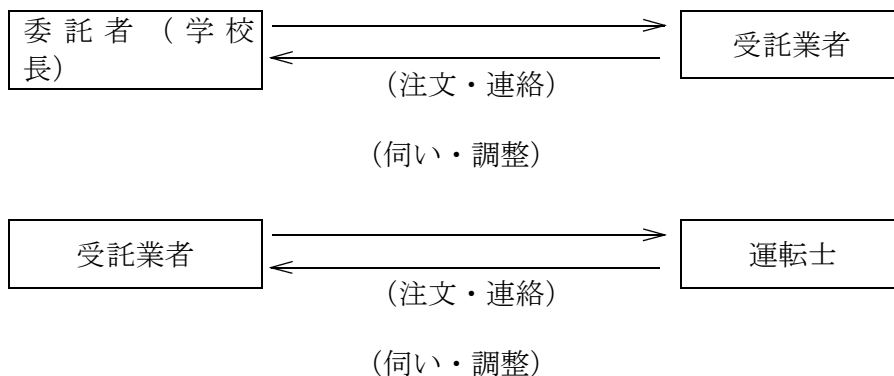 委託者（学校
長）
受託業者
（注文・連絡）
（伺い・調整）
受託業者
運転士
（注文・連絡）
（伺い・調整）